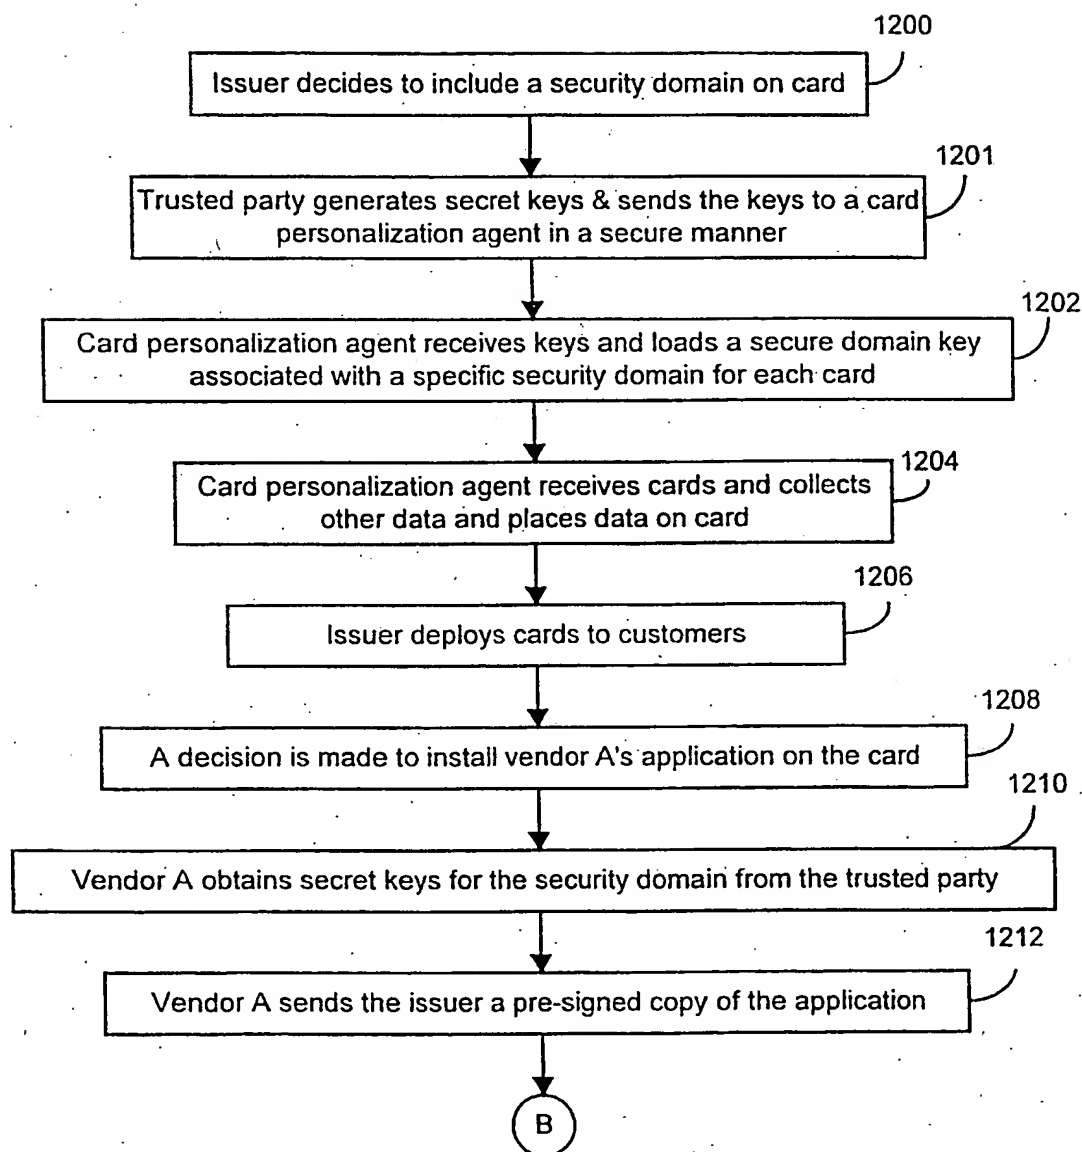 1200
Issuer decides to include a security domain on card
1201
Trusted party generates secret keys & sends the keys to a card
personalization agent in a secure manner
1202
Card personalization agent receives keys and loads a secure domain key
associated with a specific security domain for each card
1204
Card personalization agent receives cards and collects
other data and places data on card
1206
Issuer deploys cards to customers
1208
A decision is made to install vendor A's application on the card
1210
Vendor A obtains secret keys for the security domain from the trusted party
1212
Vendor A sends the issuer a pre-signed copy of the application
B